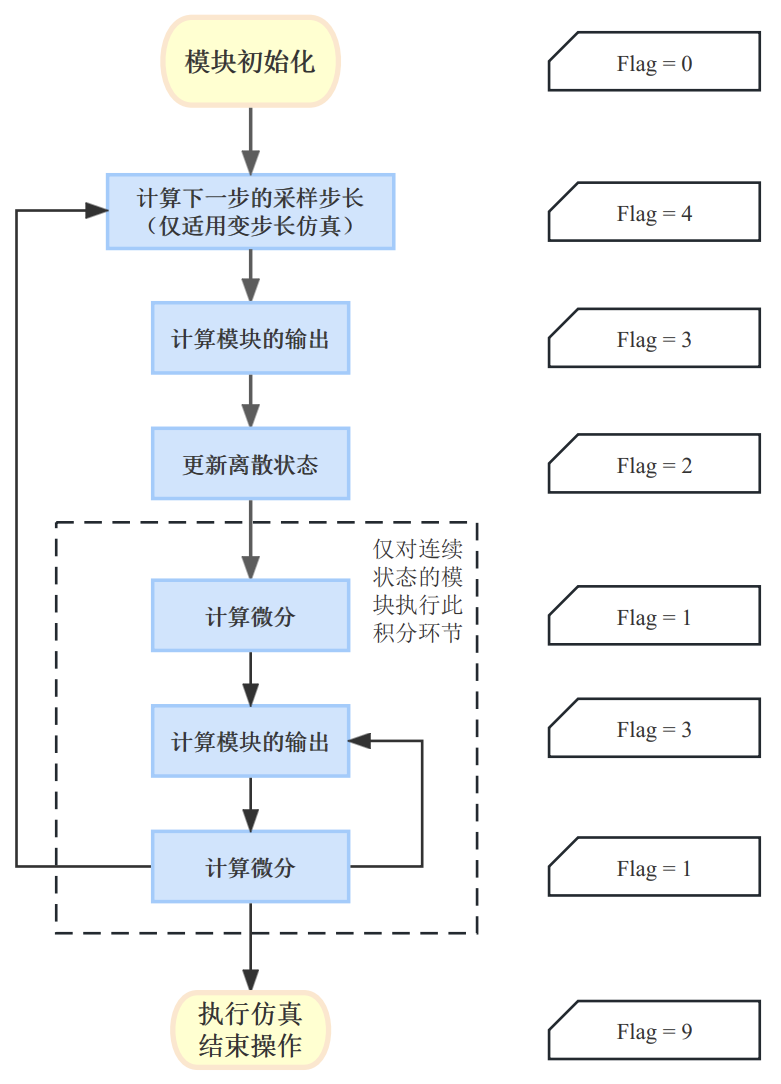 模块初始化
Flag = 0
计算下一步的采样步长
（仅适用变步长仿真）
Flag = 4
计算模块的输出
Flag = 3
更新离散状态
Flag = 2
仅对连续
状态的模
块执行此
积分环节
计算微分
Flag = 1
计算模块的输出
Flag = 3
计算微分
Flag = 1
执行仿真
结束操作
Flag = 9